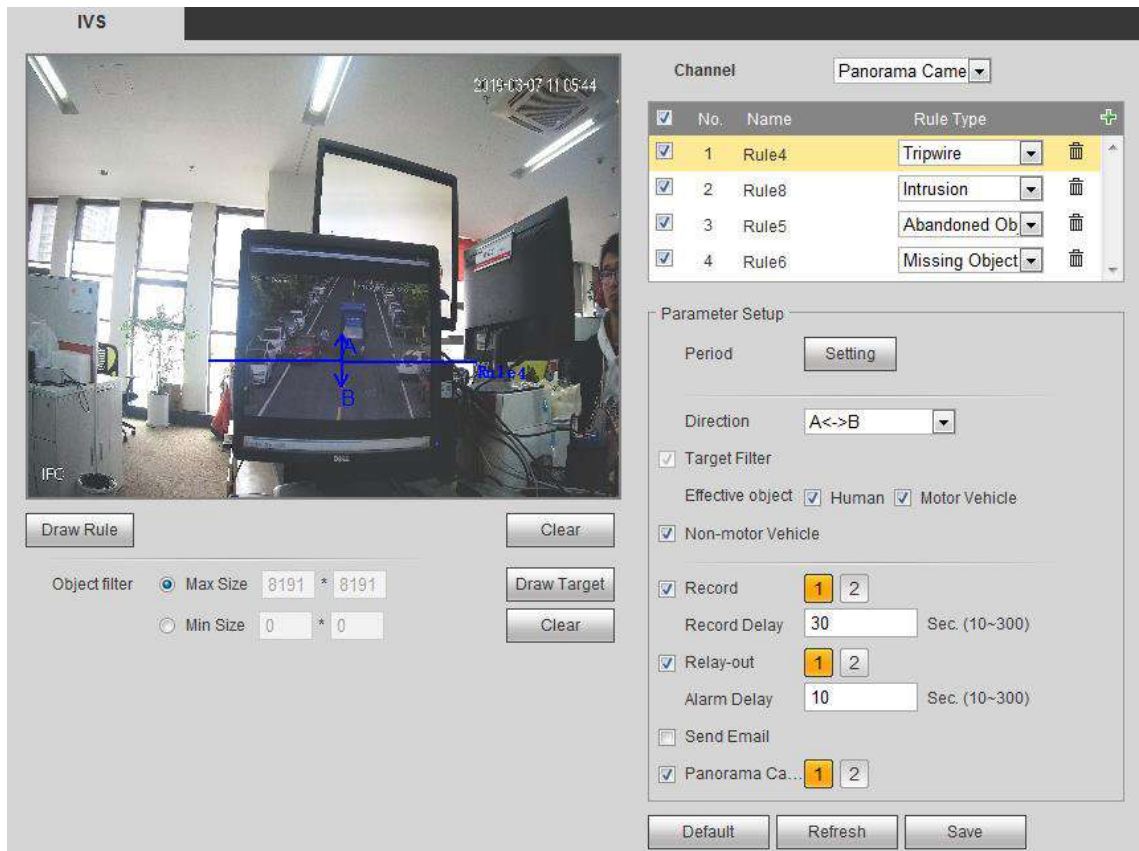 IVS
2019-03-07 11:05:44
A
Rule4
B
DELL
IPC
Draw Rule
Clear
Object filter Max Size 8191 * 8191 Draw Target
Min Size 0 * 0 Clear
Channel Panorama Came
No. Name Rule Type
1 Rule4 Tripwire
2 Rule8 Intrusion
3 Rule5 Abandoned Ob
4 Rule6 Missing Object
Parameter Setup
Period Setting
Direction A<->B
Target Filter
Effective object Human Motor Vehicle
Non-motor Vehicle
Record 1 2
Record Delay 30 Sec. (10~300)
Relay-out 1 2
Alarm Delay 10 Sec. (10~300)
Send Email
Panorama Ca... 1 2
Default Refresh Save